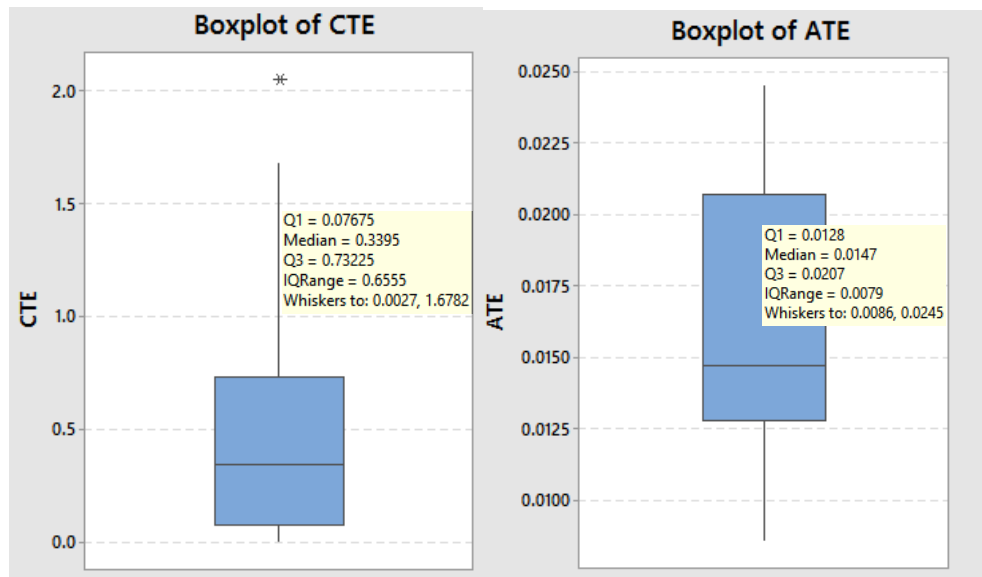 Boxplot of CTE
CTE
2.0
1.5
1.0
0.5
0.0
Q1 = 0.07675
Median = 0.3395
Q3 = 0.73225
IQRange = 0.6555
Whiskers to: 0.0027, 1.6782
Boxplot of ATE
ATE
0.0250
0.0225
0.0200
0.0175
0.0150
0.0125
0.0100
Q1 = 0.0128
Median = 0.0147
Q3 = 0.0207
IQRange = 0.0079
Whiskers to: 0.0086, 0.0245